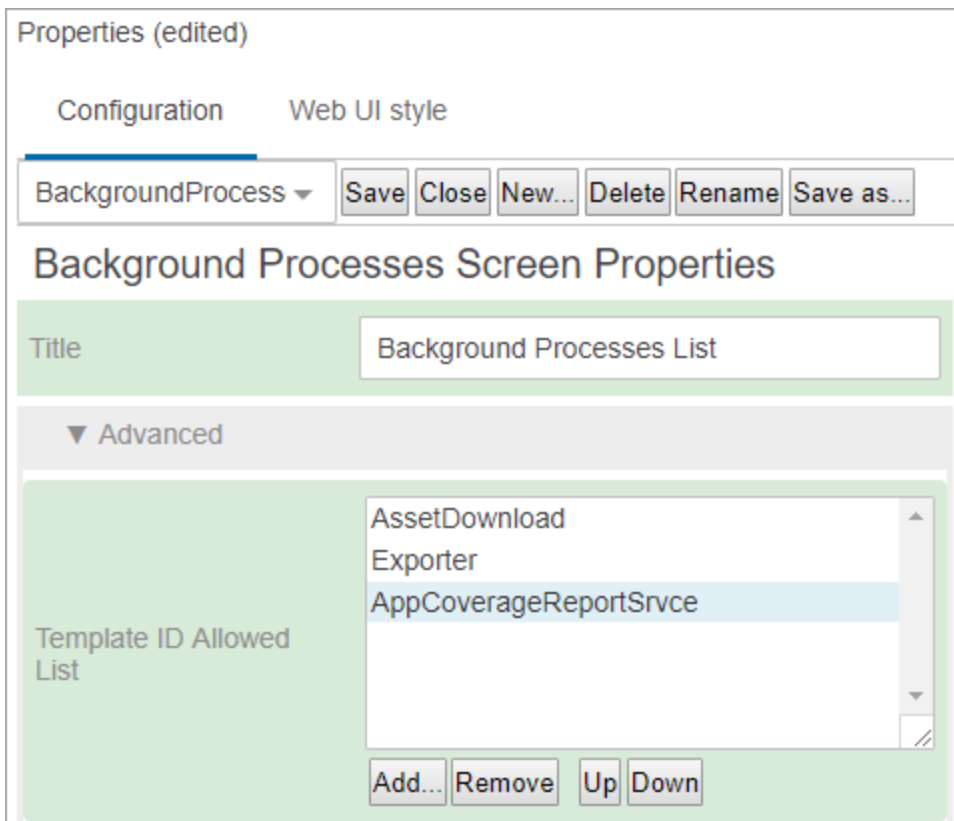 Properties (edited)
Configuration Web UI style
BackgroundProcess Save Close New... Delete Rename Save as...
Background Processes Screen Properties
Title Background Processes List
▼ Advanced
AssetDownload
Exporter
AppCoverageReportSrvce
Template ID Allowed
List
Add... Remove Up Down